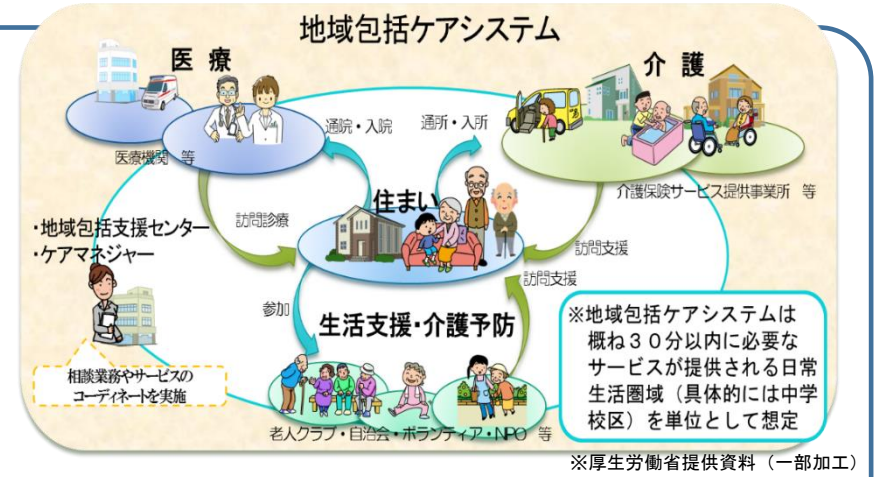 地域包括ケアシステム
医 療
介 護
通院・入院
通所・入所
医療機関 等
介護保険サービス提供事業所 等
住まい
訪問診療
・地域包括支援センター
・ケアマネジャー
訪問支援
訪問支援
参加
生活支援・介護予防
相談業務やサービスの
コーディネートを実施
※地域包括ケアシステムは
概ね30分以内に必要な
サービスが提供される日常
生活圏域（具体的には中学
校区）を単位として想定
老人クラブ・自治会・ボランティア・NPO 等
※厚生労働省提供資料（一部加工）